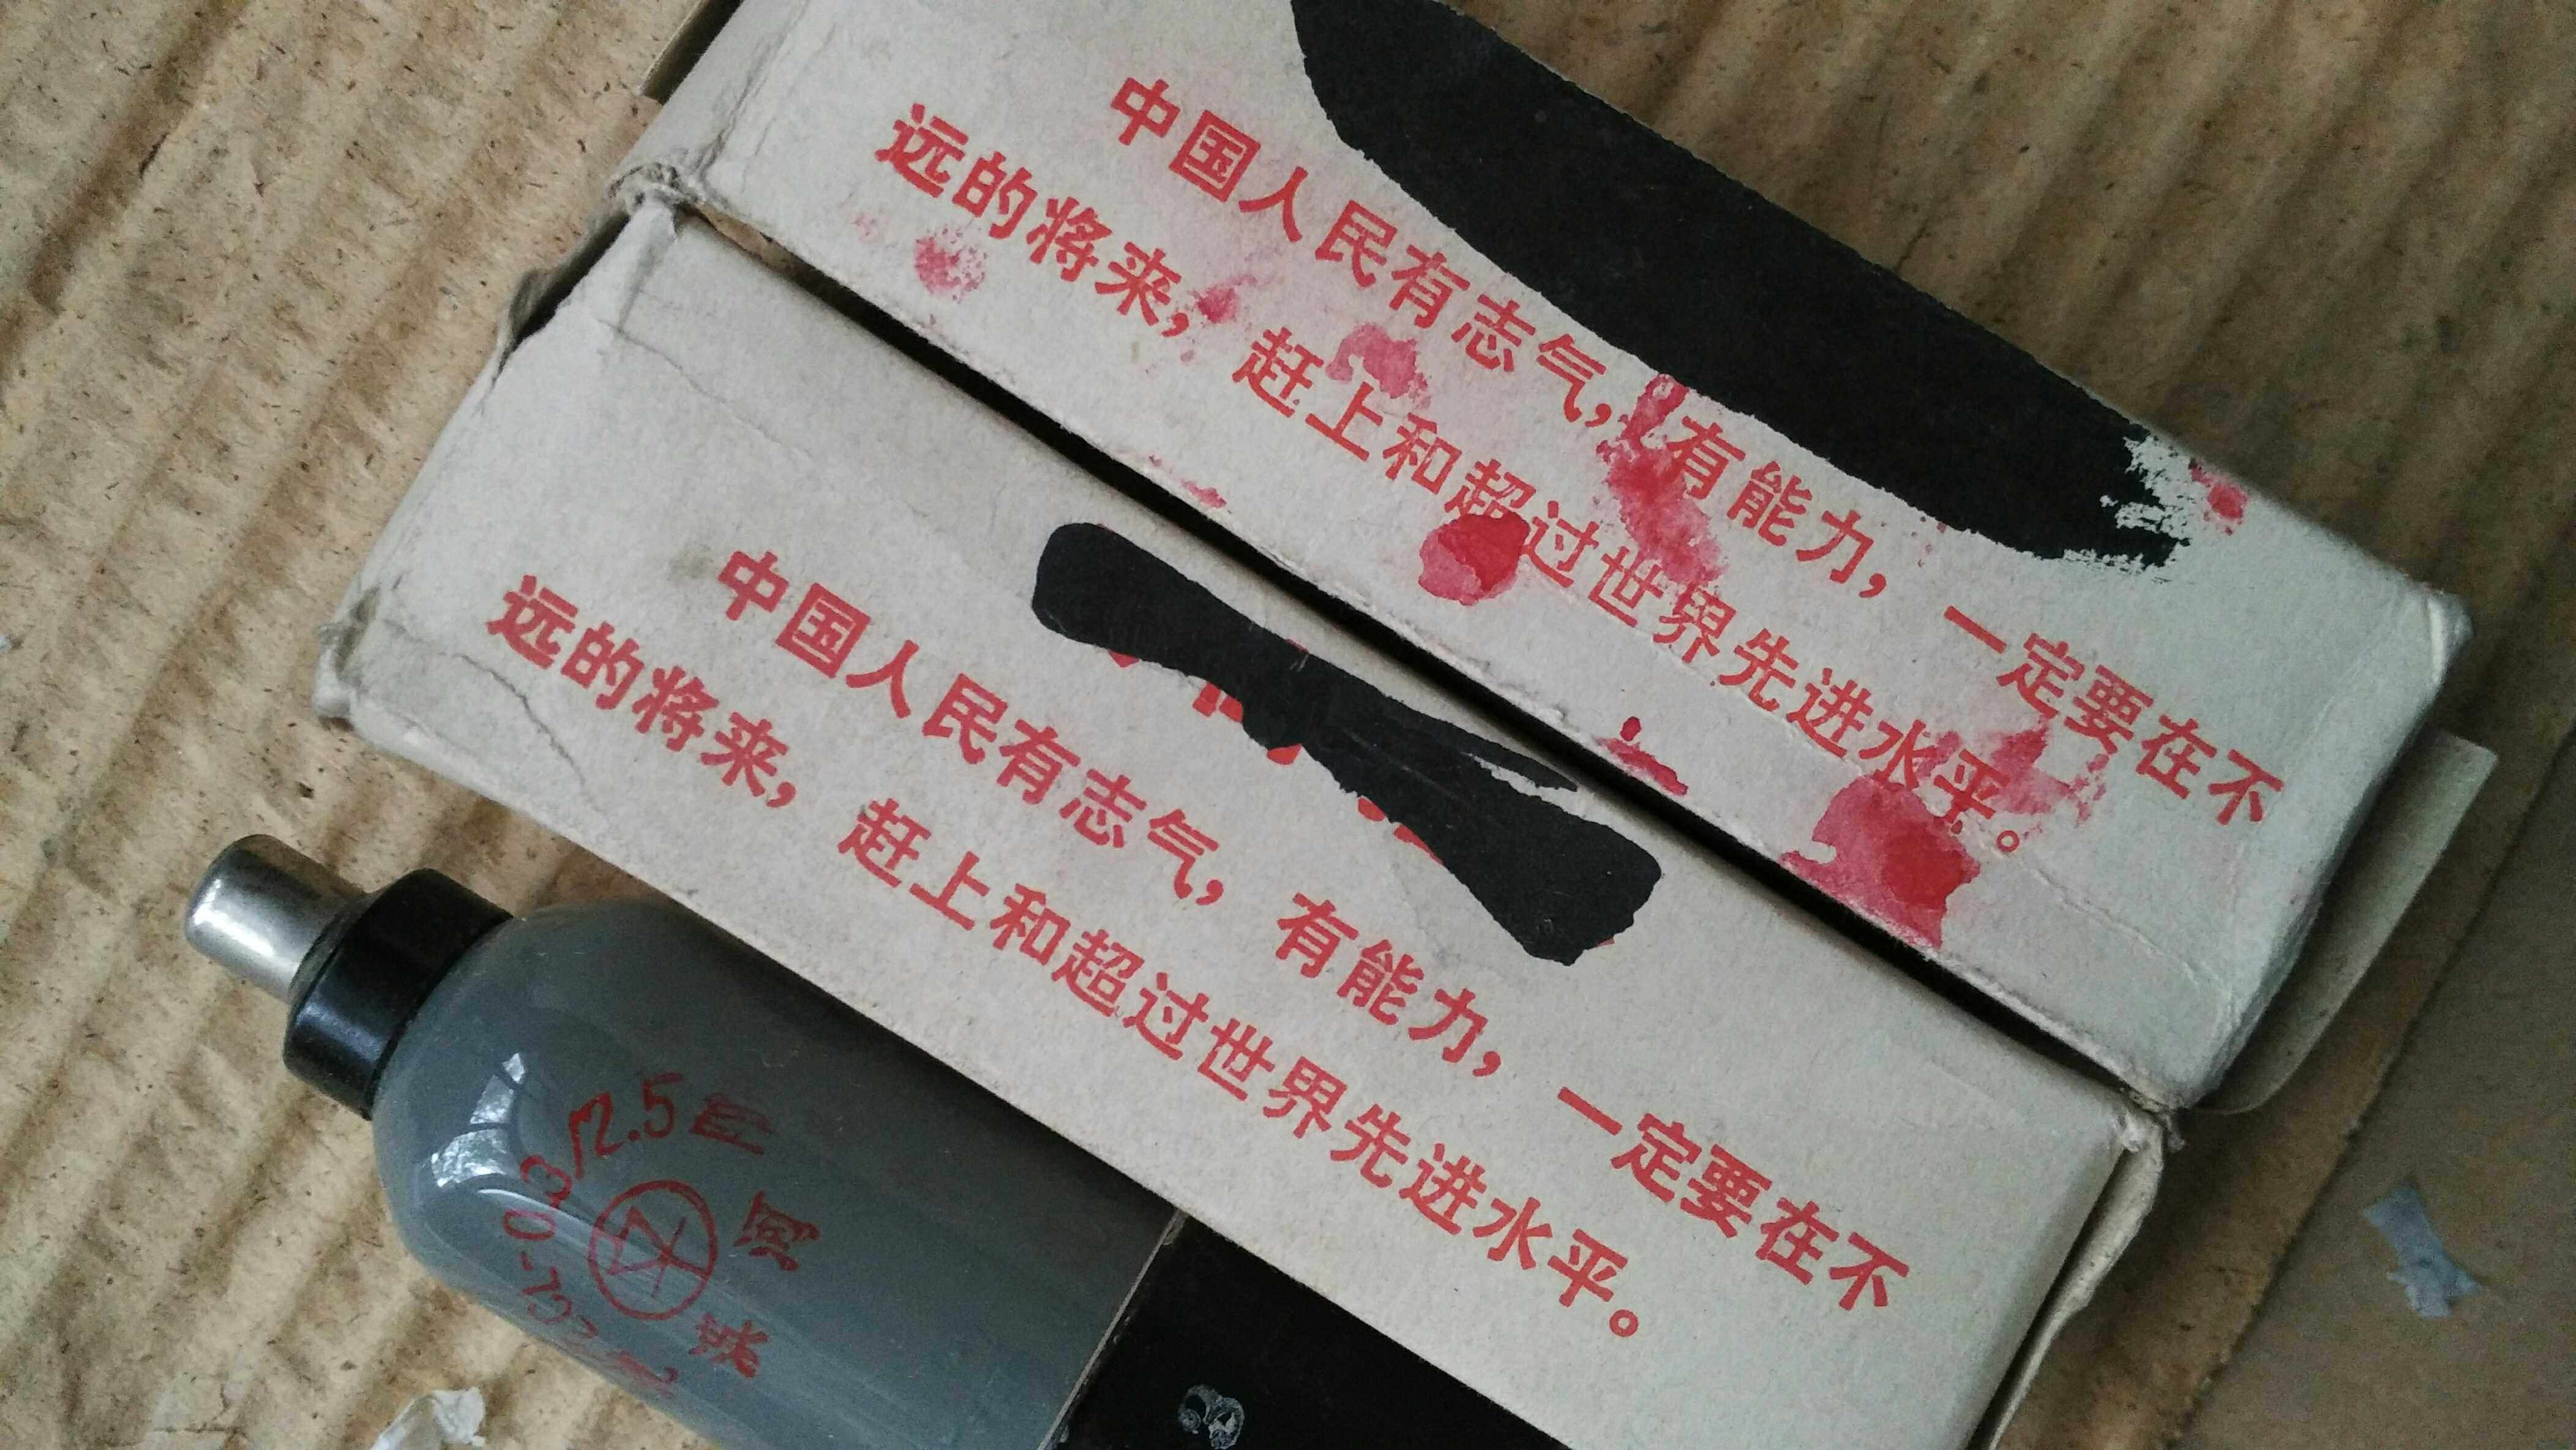 中国人民有志气，有能力，一定要在不
远的将来，赶上和超过世界先进水平。
中国人民有志气，有能力，一定要在不
远的将来，赶上和超过世界先进水平。